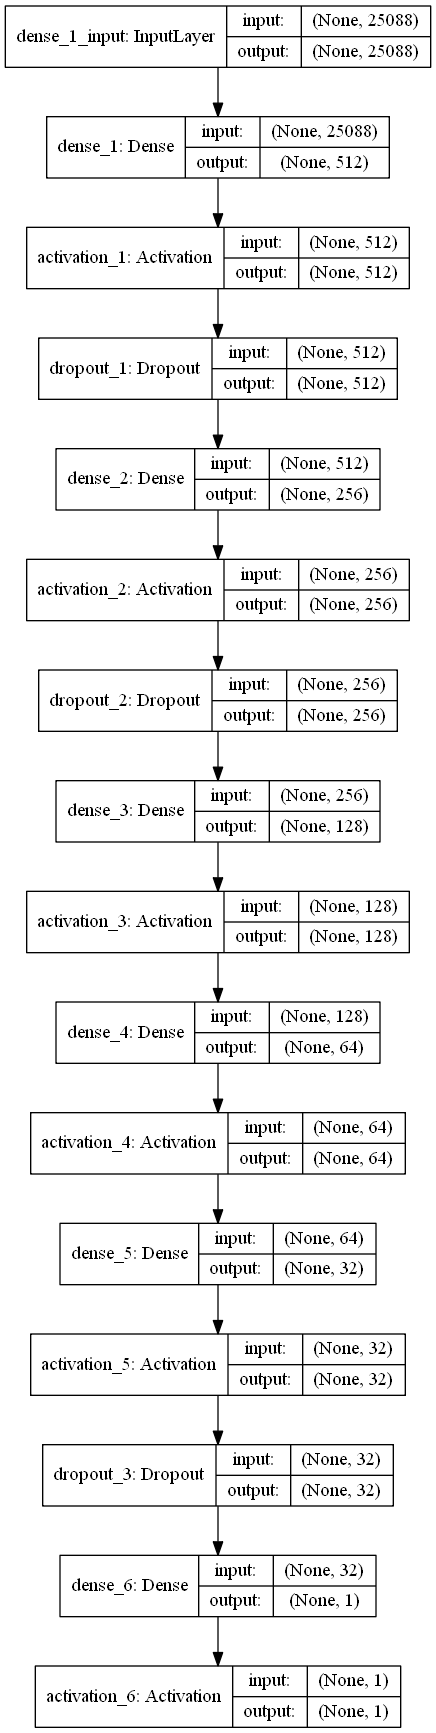 dense_1_input: InputLayer
input: (None, 25088)
output: (None, 25088)
dense_1: Dense
input: (None, 25088)
output: (None, 512)
activation_1: Activation
input: (None, 512)
output: (None, 512)
dropout_1: Dropout
input: (None, 512)
output: (None, 512)
dense_2: Dense
input: (None, 512)
output: (None, 256)
activation_2: Activation
input: (None, 256)
output: (None, 256)
dropout_2: Dropout
input: (None, 256)
output: (None, 256)
dense_3: Dense
input: (None, 256)
output: (None, 128)
activation_3: Activation
input: (None, 128)
output: (None, 128)
dense_4: Dense
input: (None, 128)
output: (None, 64)
activation_4: Activation
input: (None, 64)
output: (None, 64)
dense_5: Dense
input: (None, 64)
output: (None, 32)
activation_5: Activation
input: (None, 32)
output: (None, 32)
dropout_3: Dropout
input: (None, 32)
output: (None, 32)
dense_6: Dense
input: (None, 32)
output: (None, 1)
activation_6: Activation
input: (None, 1)
output: (None, 1)